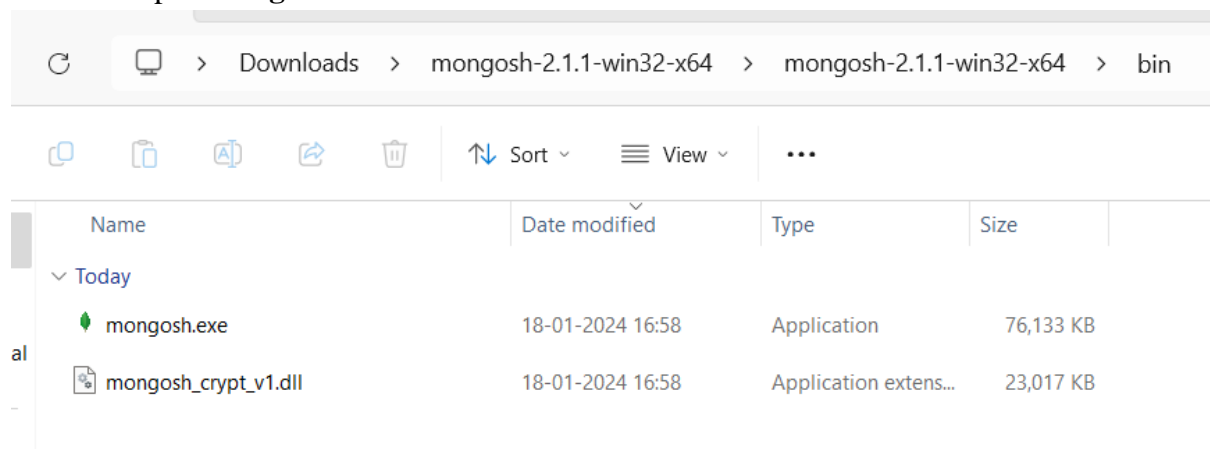 Downloads > mongosh-2.1.1-win32-x64 > mongosh-2.1.1-win32-x64 > bin
Sort View ...
Name Date modified Type Size
Today
mongosh.exe 18-01-2024 16:58 Application 76,133 KB
al
mongosh_crypt_v1.dll 18-01-2024 16:58 Application extens... 23,017 KB